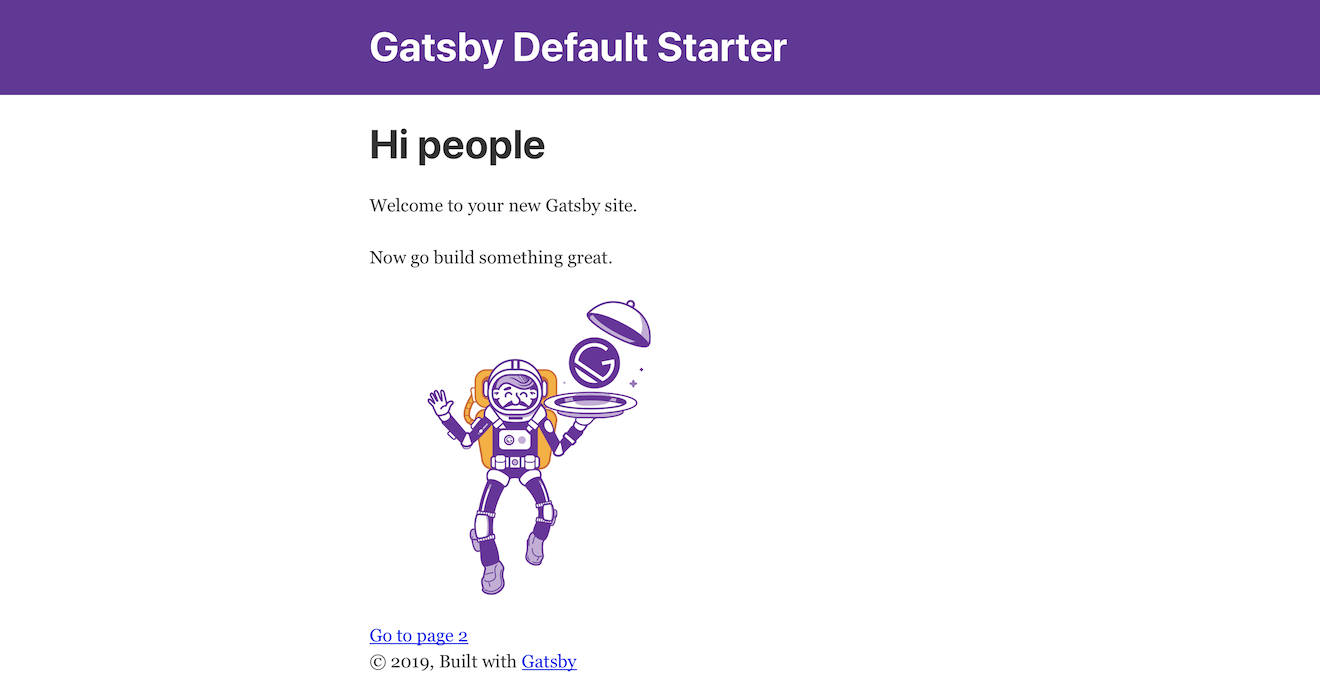 Gatsby Default Starter
Hi people
Welcome to your new Gatsby site.
Now go build something great.
Go to page 2
© 2019, Built with Gatsby